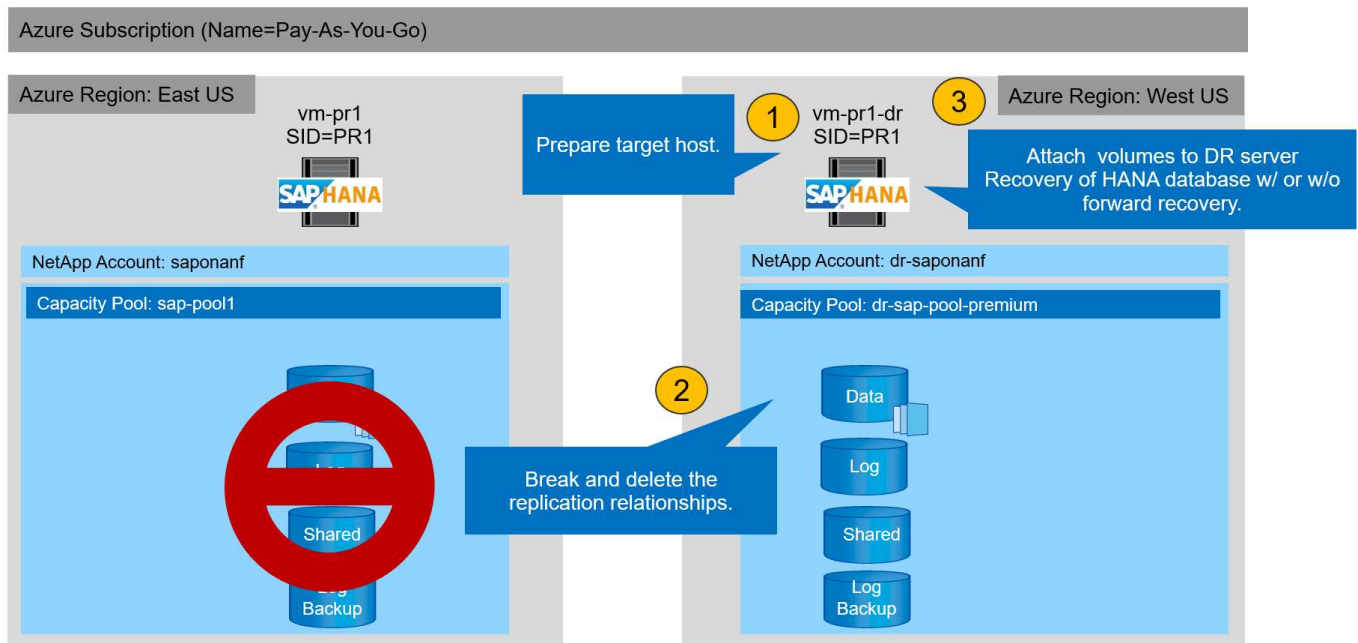 Azure Subscription (Name=Pay-As-You-Go)
Azure Region: East US
vm-pr1
SID=PR1
SAP HANA
NetApp Account: saponanf
Capacity Pool: sap-pool1
Log
Shared
Log
Backup
1
Prepare target host.
2
Break and delete the
replication relationships.
Azure Region: West US
vm-pr1-dr
SID=PR1
SAP HANA
3
Attach volumes to DR server
Recovery of HANA database w/ or w/o
forward recovery.
NetApp Account: dr-saponanf
Capacity Pool: dr-sap-pool-premium
Data
Log
Shared
Log
Backup